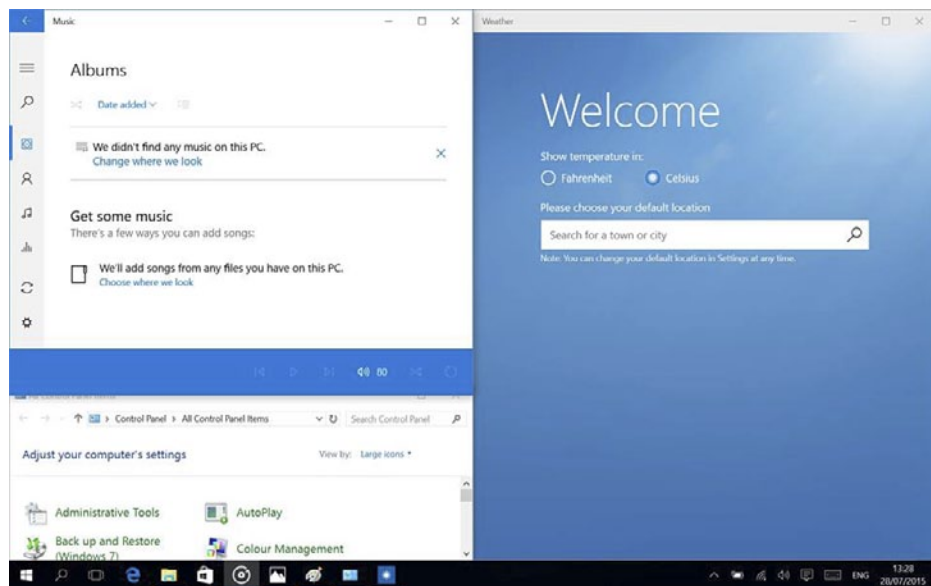 Music
Albums
Date added
We didn't find any music on this PC.
Change where we look
Get some music
There's a few ways you can add songs:
We'll add songs from any files you have on this PC.
Choose where we look
80
All Control Panel Items
Control Panel
All Control Panel Items
Search Control Panel
Adjust your computer's settings
View by:
Large icons
Administrative Tools
AutoPlay
Back up and Restore
(Windows 7)
Colour Management
Weather
Welcome
Show temperature in:
Fahrenheit
Celsius
Please choose your default location
Search for a town or city
Note: You can change your default location in Settings at any time.
ENG
13:28
28/07/2015